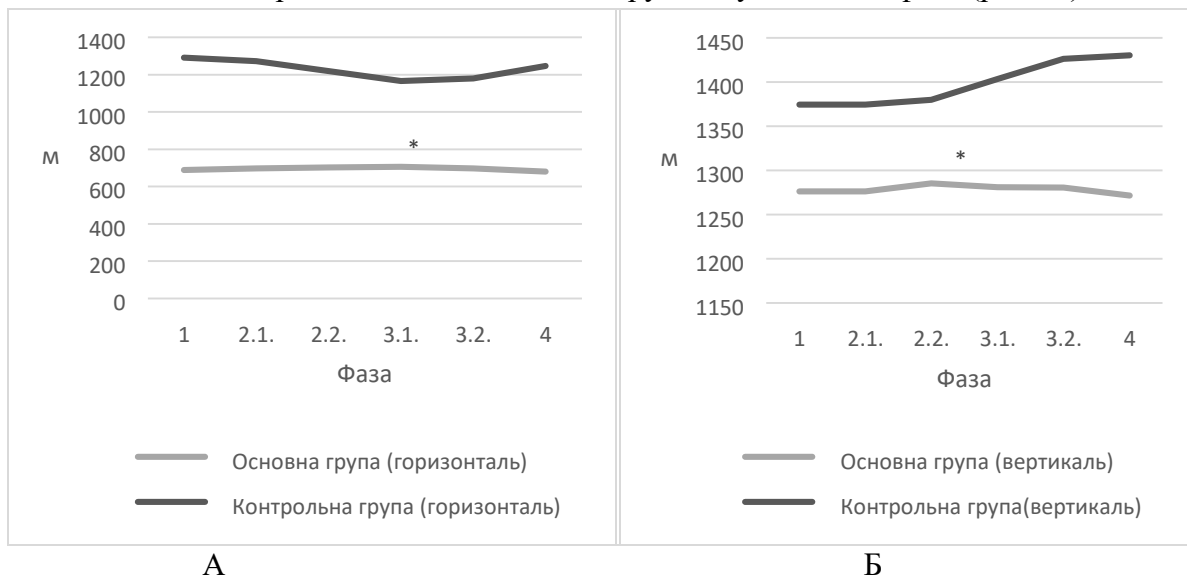 1400
1200
1000
м
800
*
600
400
200
0
1 2.1. 2.2. 3.1. 3.2. 4
Фаза
Основна група (горизонталь)
Контрольна група (горизонталь)
А
1450
1400
1350
м
1300
*
1250
1200
1150
1 2.1. 2.2. 3.1. 3.2. 4
Фаза
Основна група (вертикаль)
Контрольна група(вертикаль)
Б